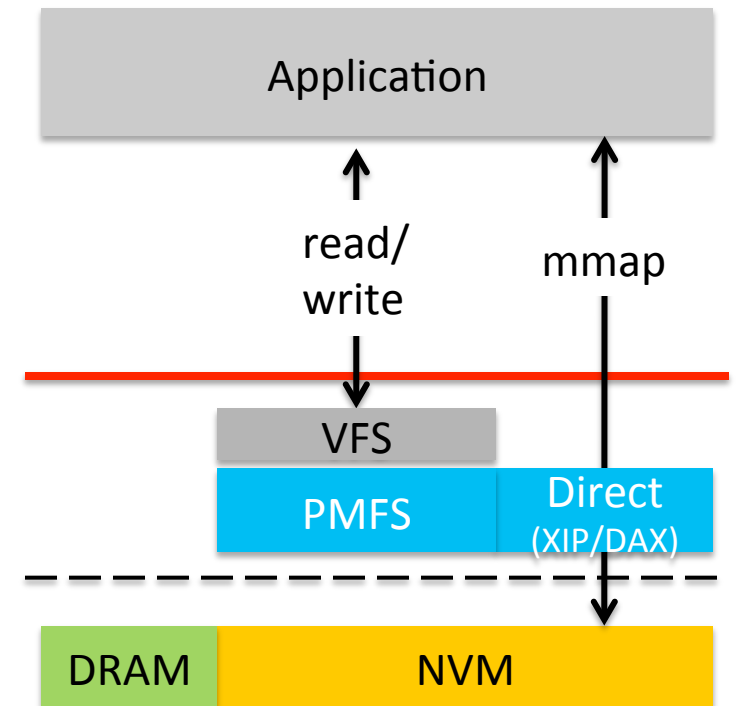 Application
read/
write
mmap
VFS
PMFS
Direct
(XIP/DAX)
DRAM
NVM